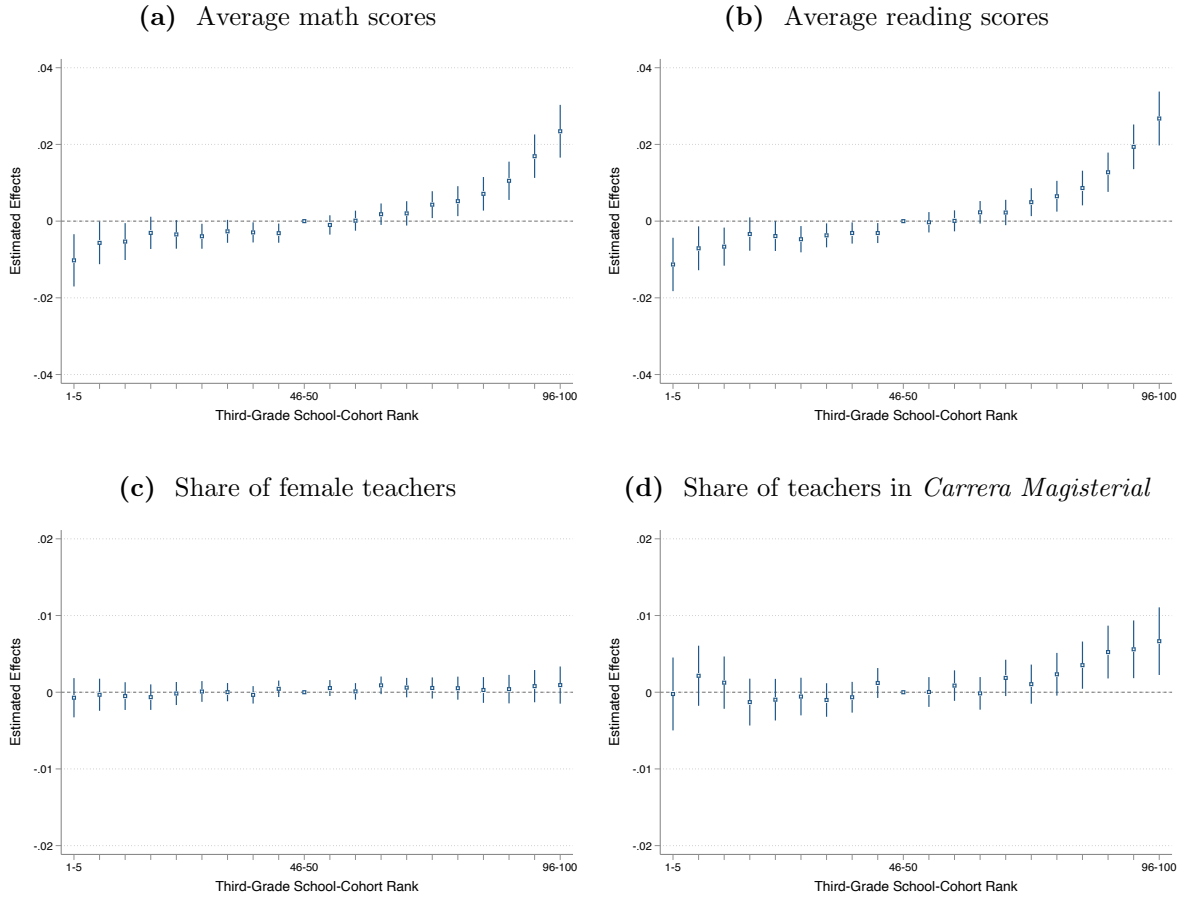 (a) Average math scores
.04
.02
0
-.02
-.04
Estimated Effects
1-5 46-50 96-100
Third-Grade School-Cohort Rank
(b) Average reading scores
.04
.02
0
-.02
-.04
Estimated Effects
1-5 46-50 96-100
Third-Grade School-Cohort Rank
(c) Share of female teachers
.02
.01
0
-.01
-.02
Estimated Effects
1-5 46-50 96-100
Third-Grade School-Cohort Rank
(d) Share of teachers in Carrera Magisterial
.02
.01
0
-.01
-.02
Estimated Effects
1-5 46-50 96-100
Third-Grade School-Cohort Rank